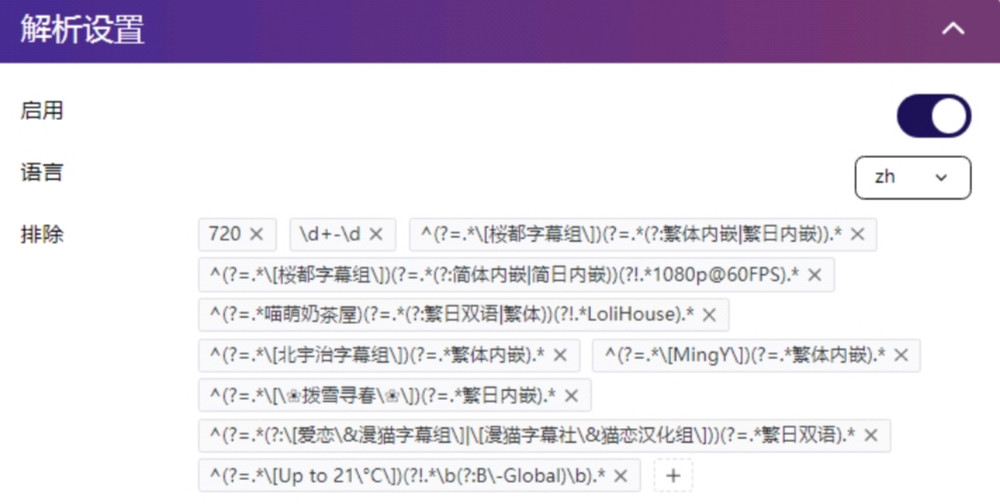 解析设置
启用
语言 zh
排除 720 × \d+-\d × ^(?=.*\[桜都字幕组\])(?=.*(?:繁体内嵌|繁日内嵌)).* ×
^(?=.*\[桜都字幕组\])(?=.*(?:简体内嵌|简日内嵌))(?!.*1080p@60FPS).* ×
^(?=.*喵萌奶茶屋)(?=.*(?:繁日双语|繁体))(?!.*LoliHouse).* ×
^(?=.*\[北宇治字幕组\])(?=.*繁体内嵌).* × ^(?=.*\[MingY\])(?=.*繁体内嵌).* ×
^(?=.*\[\❀拨雪寻春\❀\])(?=.*繁日内嵌).* ×
^(?=.*(?:\[爱恋\&漫猫字幕组\]|\[漫猫字幕社\&猫恋汉化组\]))(?=.*繁日双语).* ×
^(?=.*\[Up to 21\°C\])(?!.*\b(?:B\-Global)\b).* × +